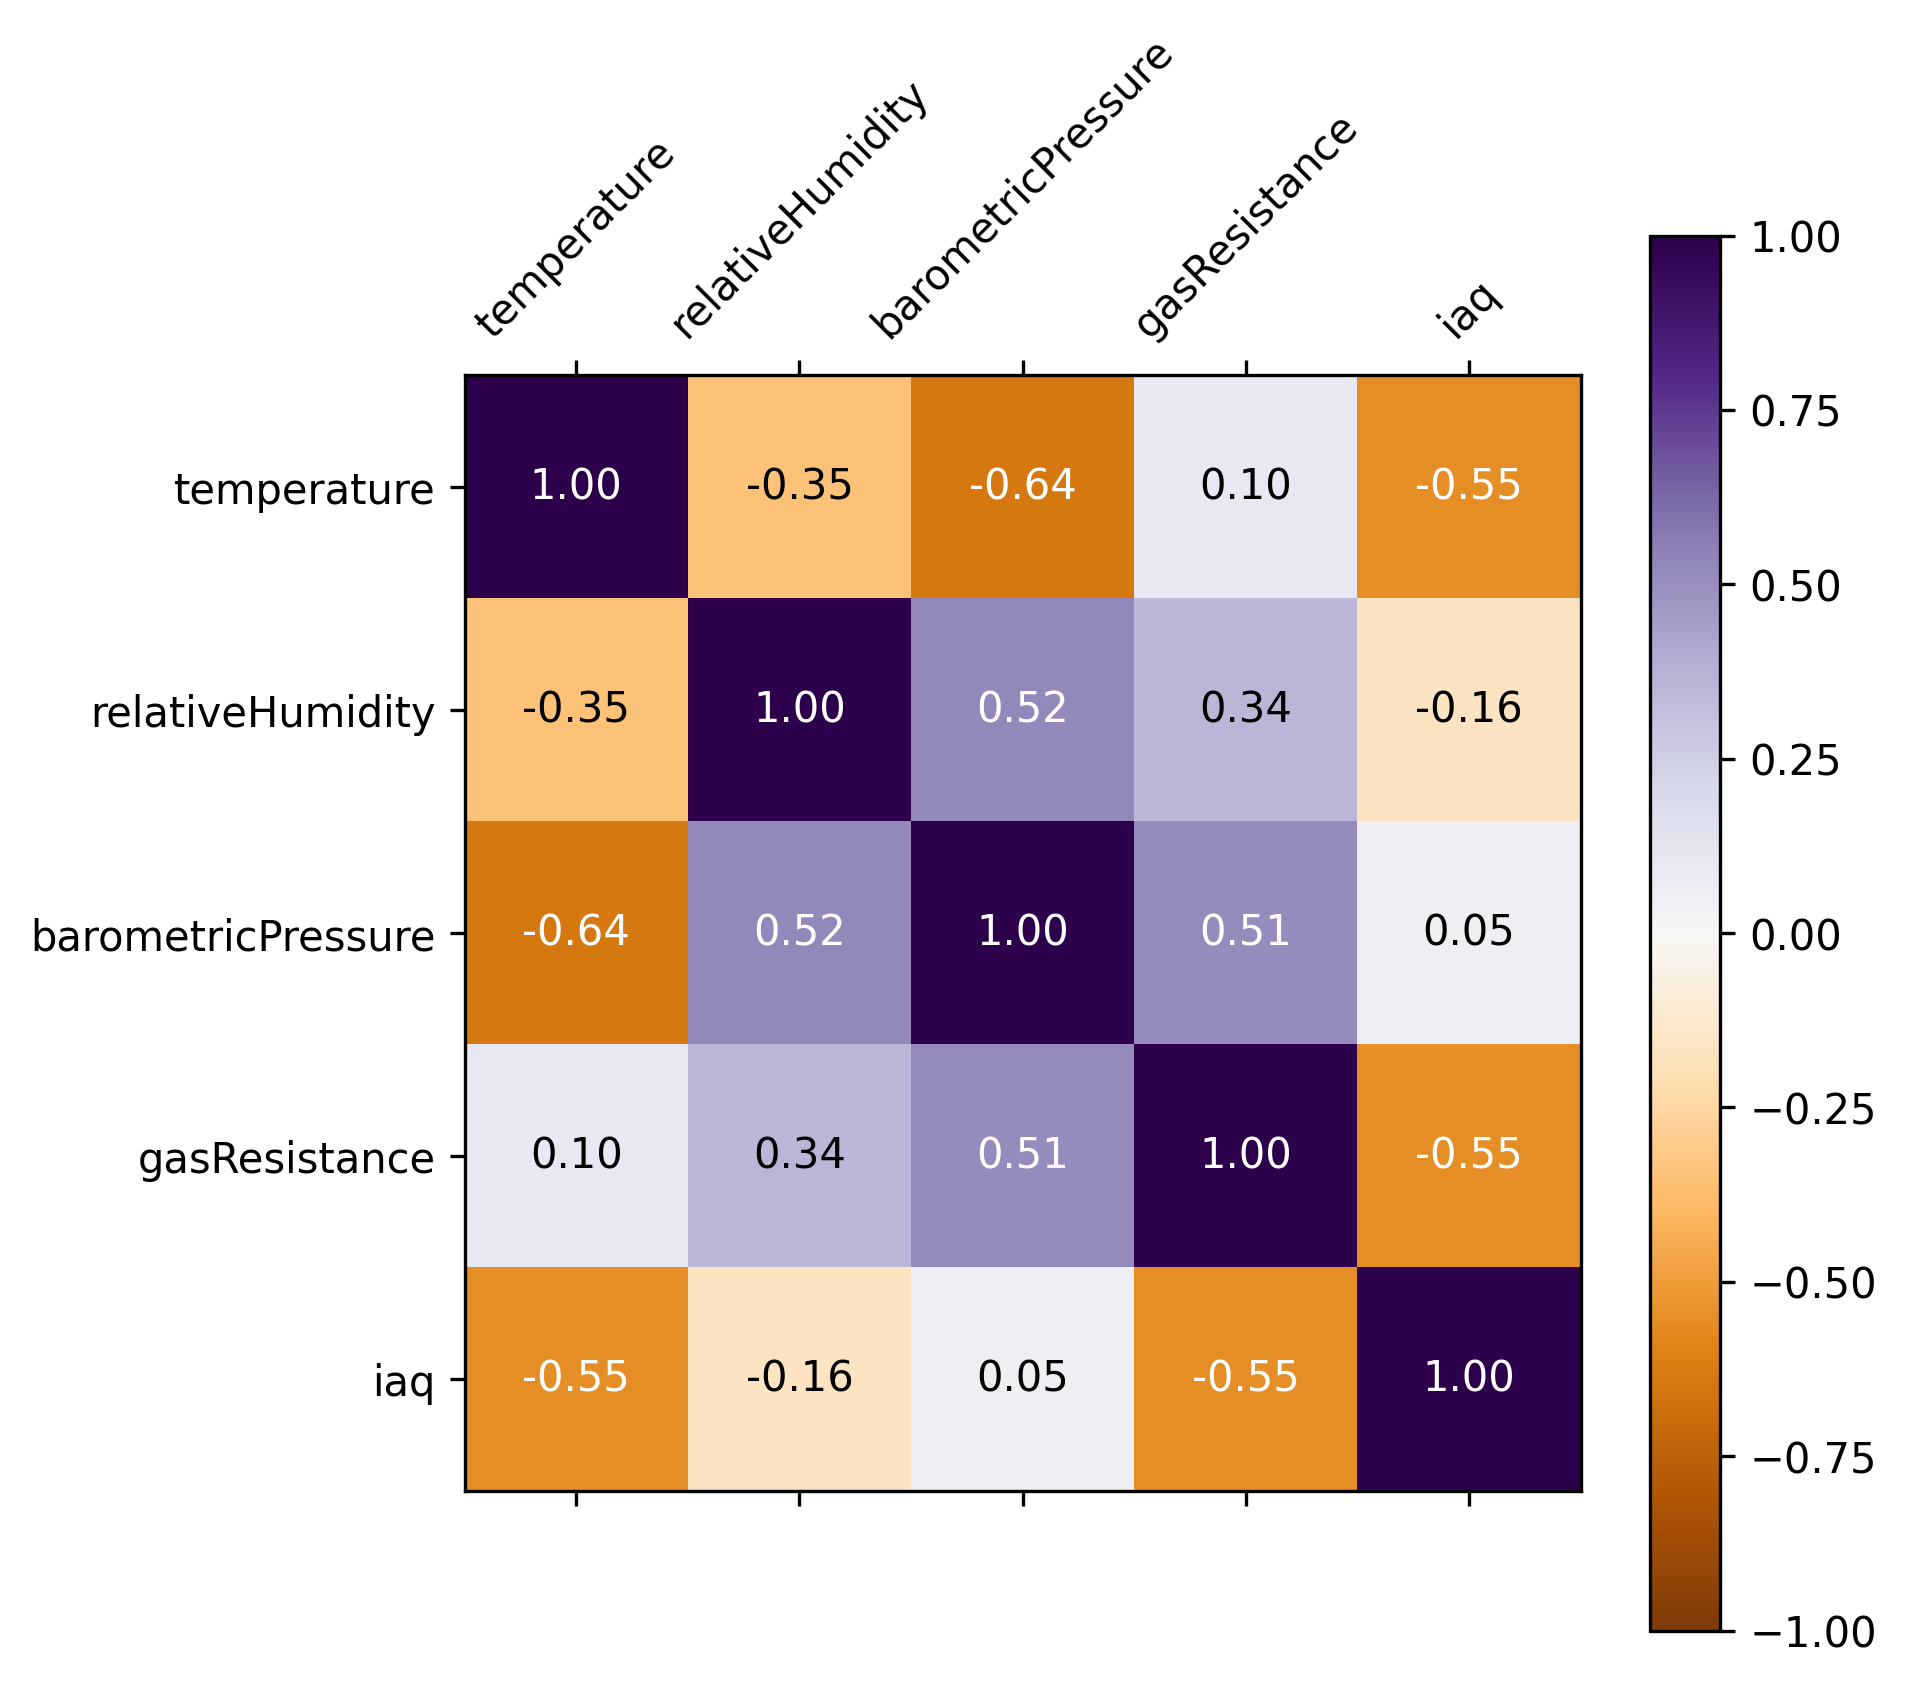 temperature
relativeHumidity
barometricPressure
gasResistance
iaq
temperature 1.00 -0.35 -0.64 0.10 -0.55
relativeHumidity -0.35 1.00 0.52 0.34 -0.16
barometricPressure -0.64 0.52 1.00 0.51 0.05
gasResistance 0.10 0.34 0.51 1.00 -0.55
iaq -0.55 -0.16 0.05 -0.55 1.00
1.00
0.75
0.50
0.25
0.00
−0.25
−0.50
−0.75
−1.00